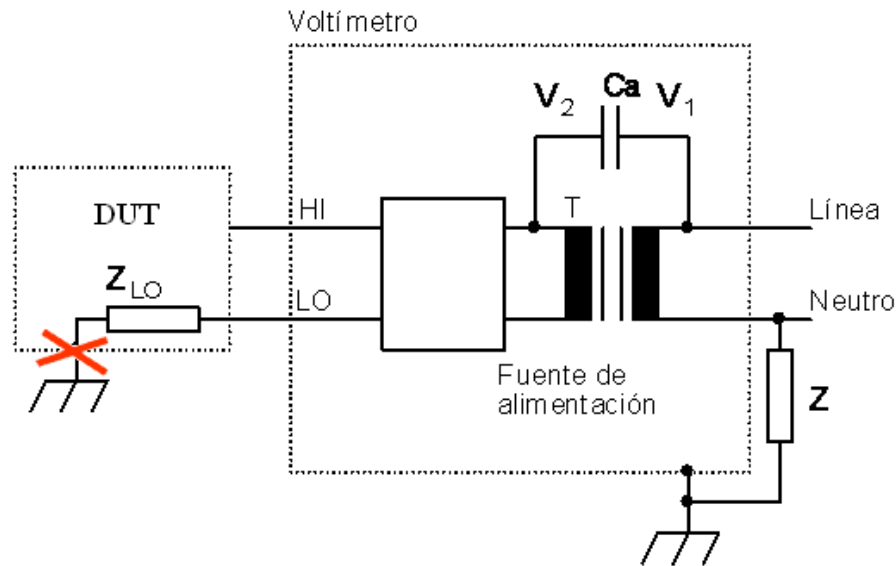 Voltímetro
V2
Ca
V1
DUT
HI
T
Línea
ZLO
LO
Neutro
Fuente de
alimentación
Z